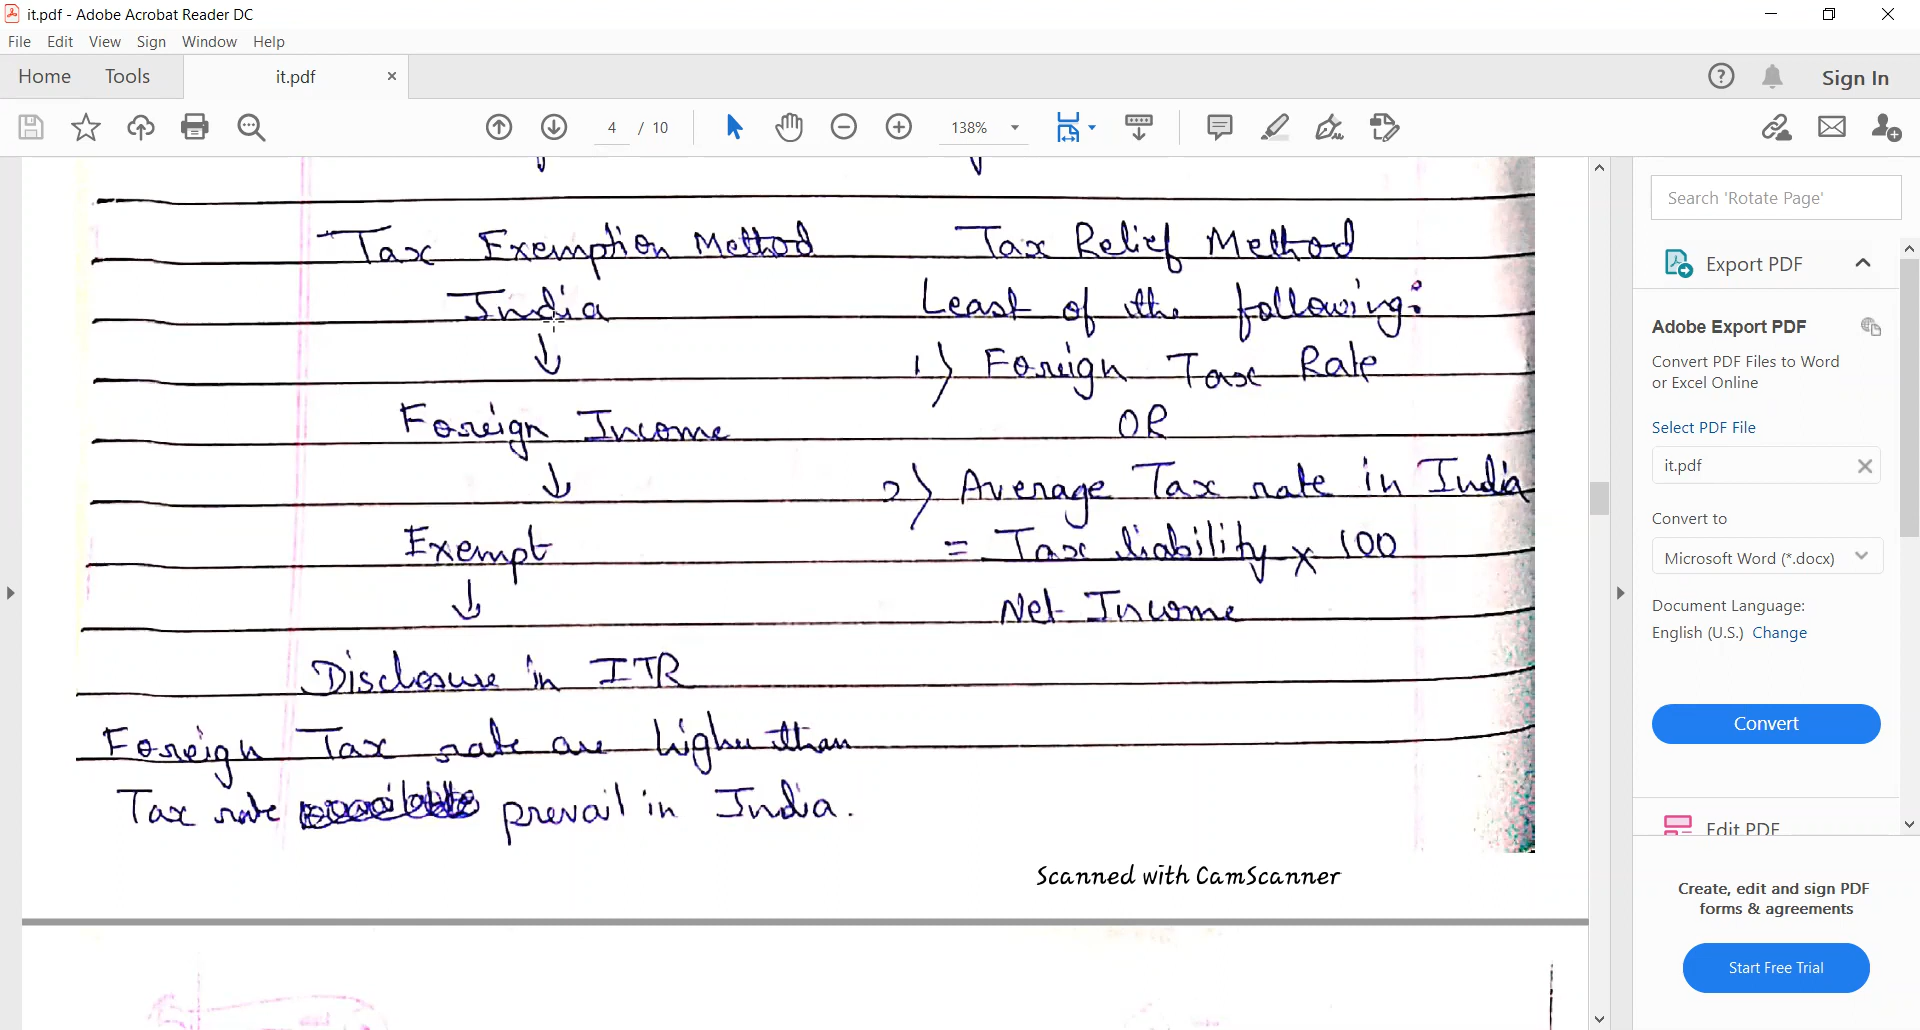 it.pdf - Adobe Acrobat Reader DC
File Edit View Sign Window Help
Home Tools it.pdf × Sign In
4 / 10 138%
Search 'Rotate Page'
Export PDF
Adobe Export PDF
Convert PDF Files to Word
or Excel Online
Select PDF File
it.pdf
Convert to
Microsoft Word (*.docx)
Document Language:
English (U.S.) Change
Convert
Edit PDF
Create, edit and sign PDF
forms & agreements
Start Free Trial
Tax Exemption Method
India
↓
Foreign Income
↓
Exempt
↓
Disclosure in ITR
Foreign Tax rate are higher than
Tax rate prevail in India.
Tax Relief Method
Least of the following:
1) Foreign Tax Rate
OR
2) Average Tax rate in India
= Tax liability × 100
Net Income
Scanned with CamScanner